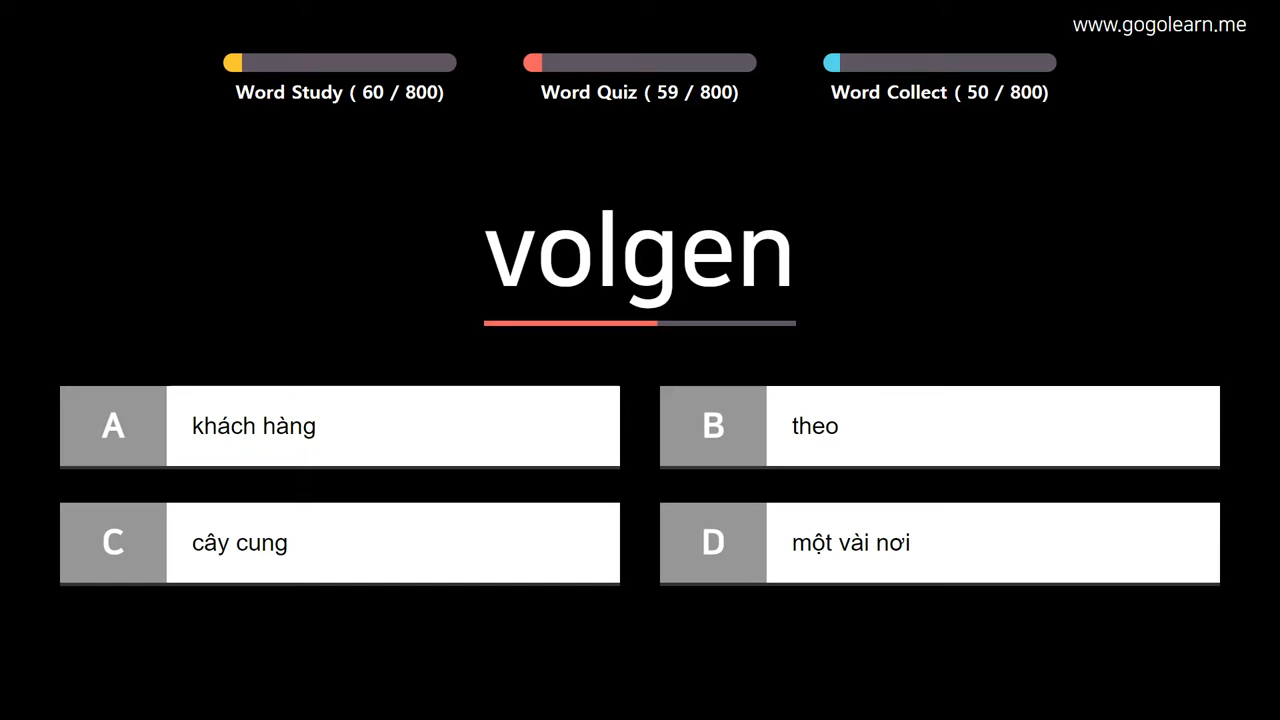 www.gogolearn.me
Word Study ( 60 / 800)
Word Quiz ( 59 / 800)
Word Collect ( 50 / 800)
volgen
A khách hàng
B theo
C cây cung
D một vài nơi